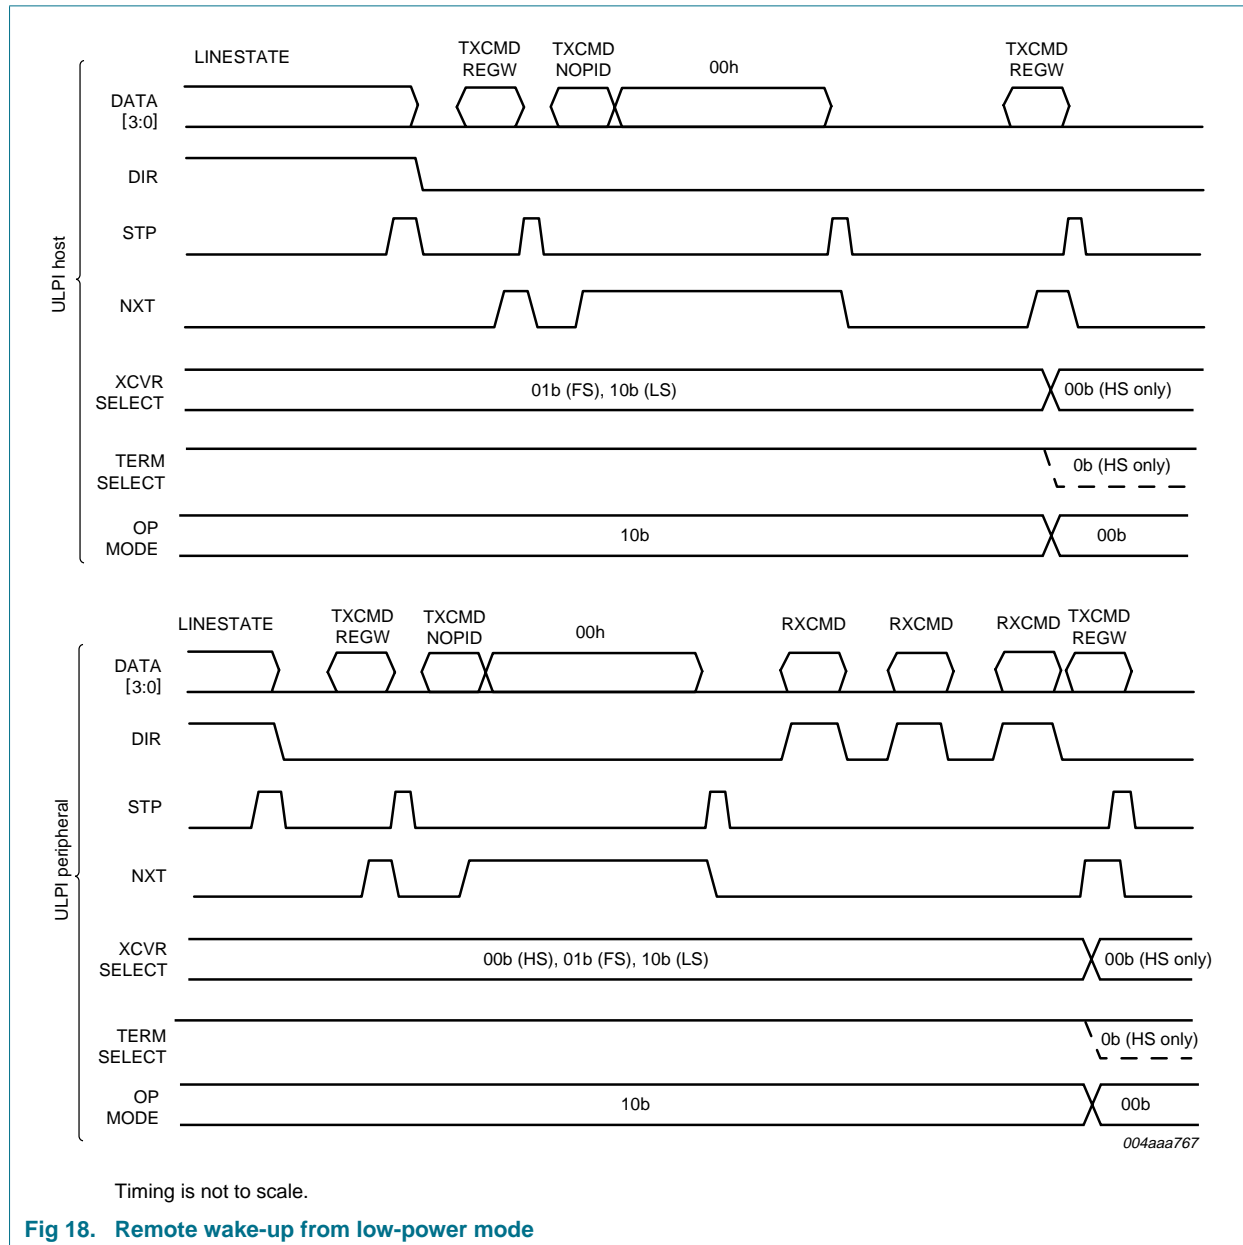 LINESTATE
TXCMD
REGW
TXCMD
NOPID
00h
TXCMD
REGW
DATA
[3:0]
DIR
STP
ULPI host
NXT
XCVR
SELECT
01b (FS), 10b (LS)
00b (HS only)
TERM
SELECT
0b (HS only)
OP
MODE
10b
00b
LINESTATE
TXCMD
REGW
TXCMD
NOPID
00h
RXCMD
RXCMD
RXCMD
TXCMD
REGW
DATA
[3:0]
DIR
STP
ULPI peripheral
NXT
XCVR
SELECT
00b (HS), 01b (FS), 10b (LS)
00b (HS only)
TERM
SELECT
0b (HS only)
OP
MODE
10b
00b
004aaa767
Timing is not to scale.
Fig 18. Remote wake-up from low-power mode